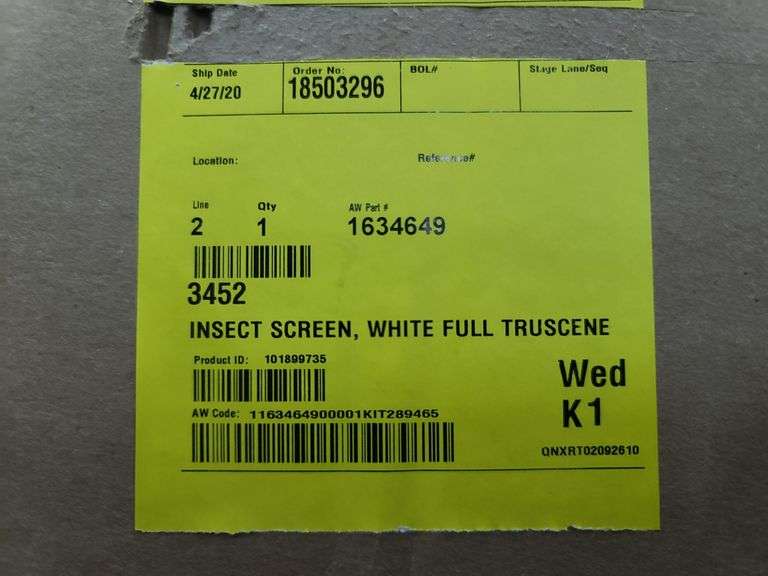 Ship Date Order No: BOL# Stage Lane/Seq
4/27/20 18503296
Location: Reference#
Line Qty AW Part #
2 1 1634649
3452
INSECT SCREEN, WHITE FULL TRUSCENE
Product ID: 101899735
Wed
AW Code: 1163464900001KIT289465
K1
QNXRT02092610